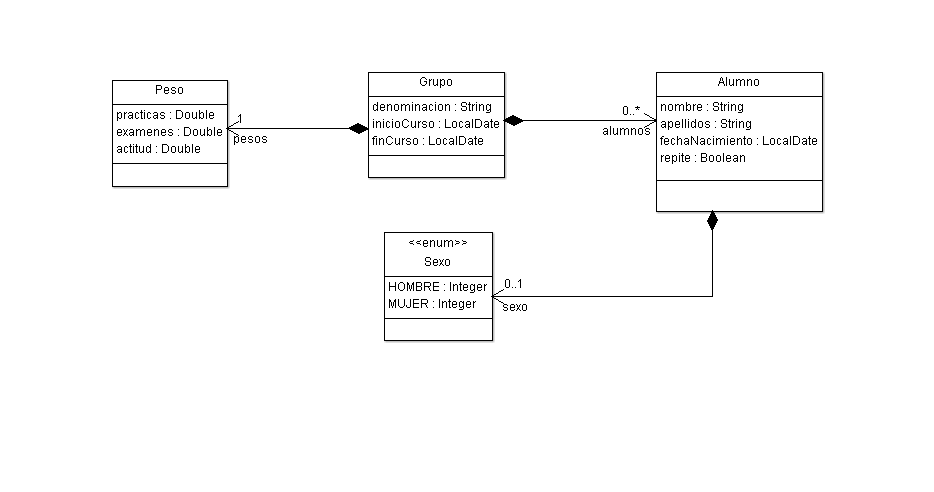 Peso
practicas : Double
examenes : Double
actitud : Double
1
pesos
Grupo
denominacion : String
inicioCurso : LocalDate
finCurso : LocalDate
0..*
alumnos
Alumno
nombre : String
apellidos : String
fechaNacimiento : LocalDate
repite : Boolean
<<enum>>
Sexo
HOMBRE : Integer
MUJER : Integer
0..1
sexo